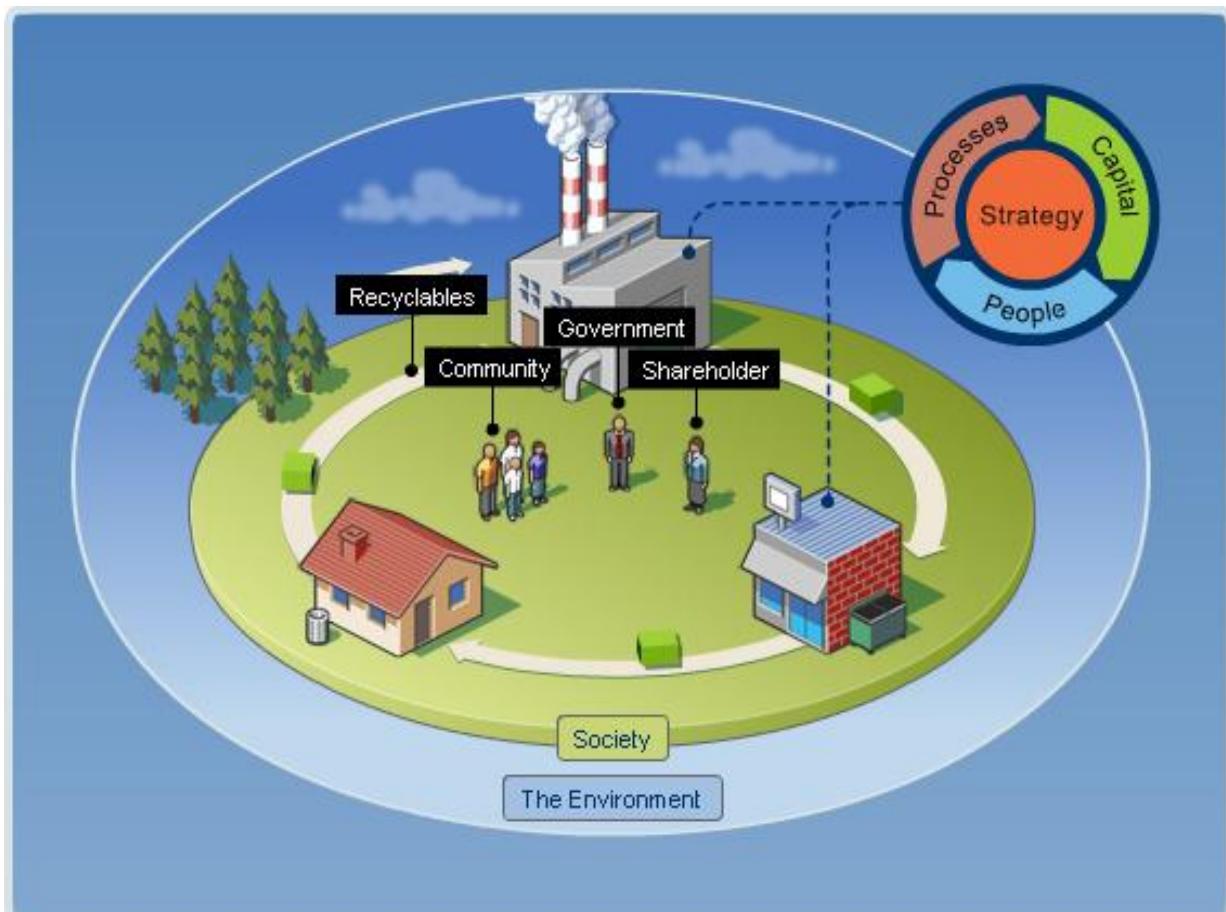 Processes
Capital
Strategy
People
Recyclables
Government
Community
Shareholder
Society
The Environment